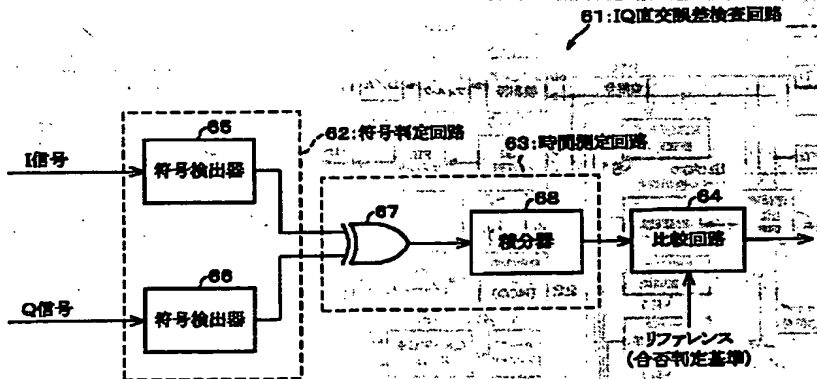 61:IQ直交誤差検査回路
62:符号判定回路
63:時間測定回路
65
I信号
符号検出器
67
68
積分器
64
比較回路
66
Q信号
符号検出器
リファレンス
(合否判定基準)